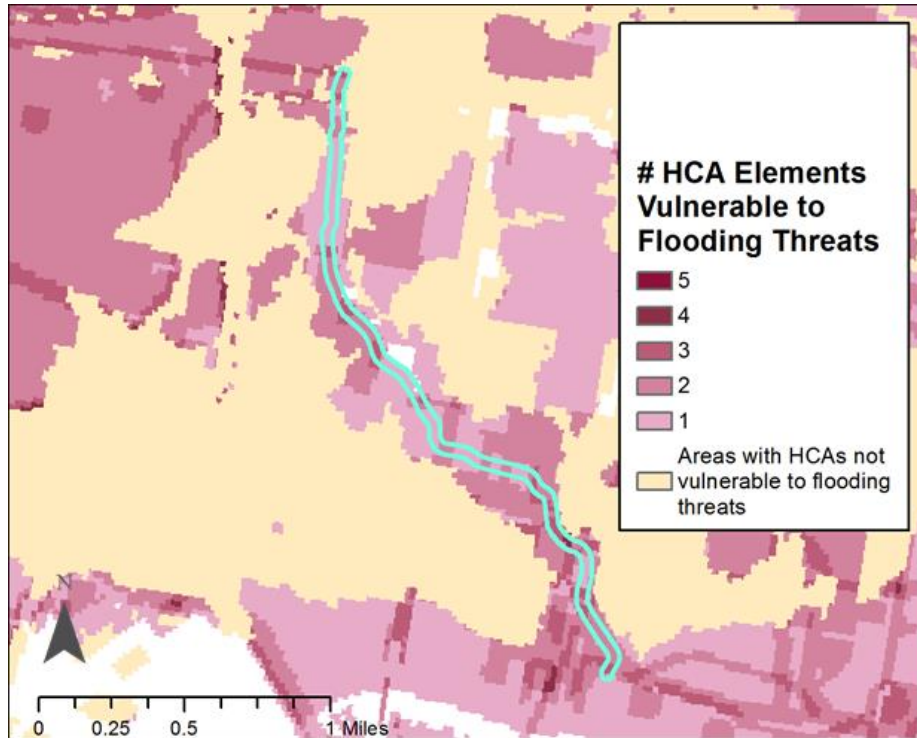 # HCA Elements
Vulnerable to
Flooding Threats
5
4
3
2
1
Areas with HCAs not
vulnerable to flooding
threats
N
0 0.25 0.5 1 Miles